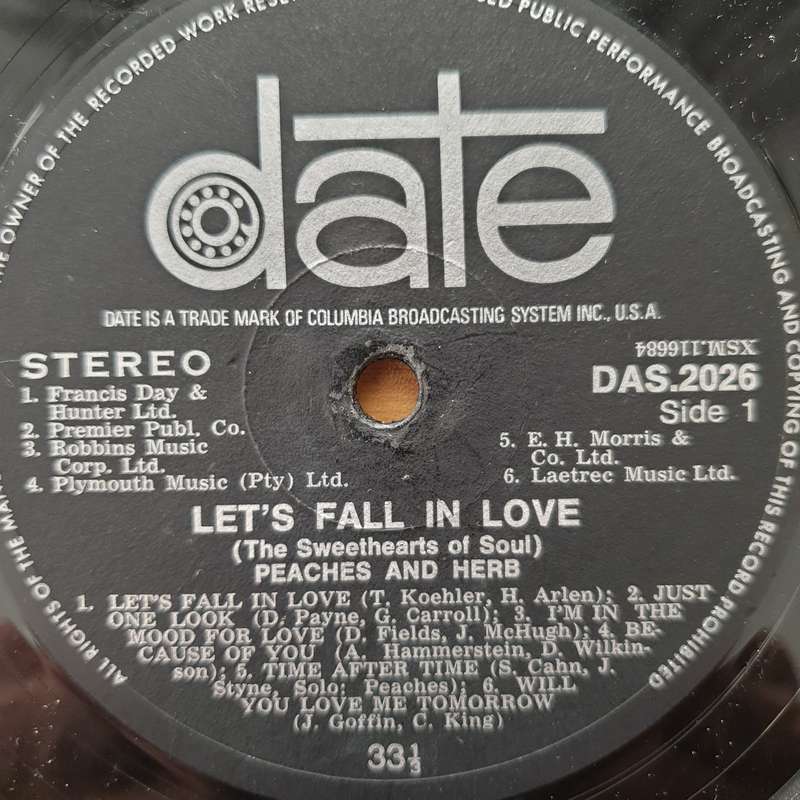 THE OWNER OF THE RECORDED WORK RESE
SED PUBLIC PERFORMANCE BROADCASTING AND COPYING OF THIS RECORD PROHIBITED
date
DATE IS A TRADE MARK OF COLUMBIA BROADCASTING SYSTEM INC., U.S.A.
STEREO
1. Francis Day &
Hunter Ltd.
2. Premier Publ. Co.
3. Robbins Music
Corp. Ltd.
4. Plymouth Music (Pty) Ltd.
XSM.116684
DAS.2026
Side 1
5. E. H. Morris &
Co. Ltd.
6. Laetrec Music Ltd.
LET'S FALL IN LOVE
(The Sweethearts of Soul)
PEACHES AND HERB
1. LET'S FALL IN LOVE (T. Koehler, H. Arlen); 2. JUST
ONE LOOK (D. Payne, G. Carroll); 3. I'M IN THE
MOOD FOR LOVE (D. Fields, J. McHugh); 4. BE-
CAUSE OF YOU (A. Hammerstein, D. Wilkin-
son); 5. TIME AFTER TIME (S. Cahn, J.
Styne, Solo: Peaches); 6. WILL
YOU LOVE ME TOMORROW
(J. Goffin, C. King)
33⅓
ALL RIGHTS OF THE MAN